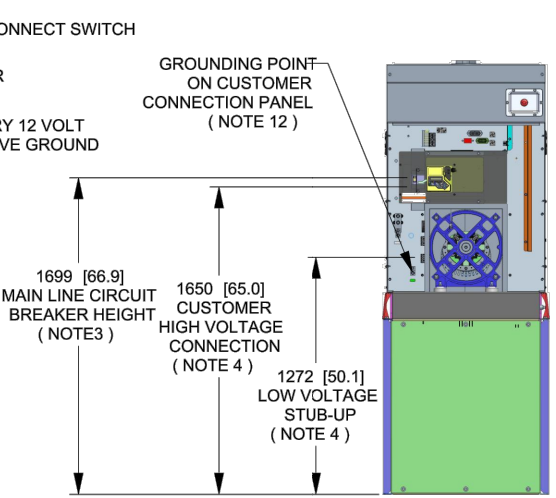 ONNECT SWITCH
R
RY 12 VOLT
VE GROUND
GROUNDING POINT
ON CUSTOMER
CONNECTION PANEL
( NOTE 12 )
1699 [66.9]
MAIN LINE CIRCUIT
BREAKER HEIGHT
( NOTE3 )
1650 [65.0]
CUSTOMER
HIGH VOLTAGE
CONNECTION
( NOTE 4 )
1272 [50.1]
LOW VOLTAGE
STUB-UP
( NOTE 4 )